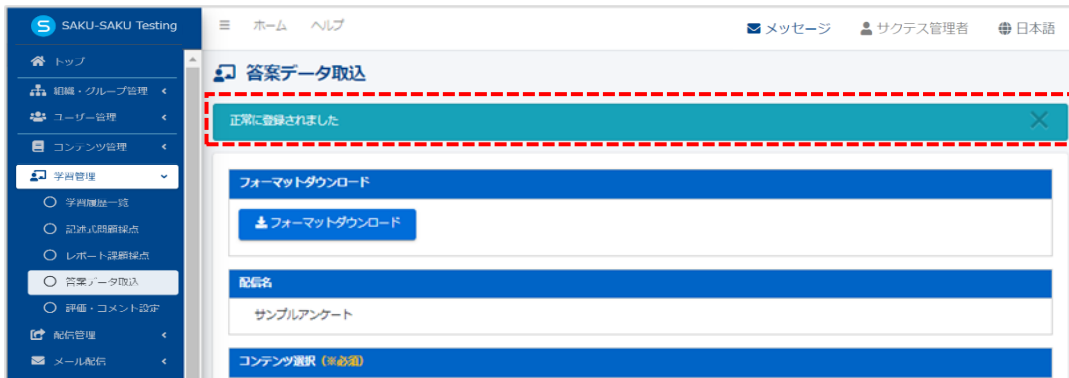 SAKU-SAKU Testing
ホーム ヘルプ
メッセージ サクテス管理者 日本語
トップ
組織・グループ管理
ユーザー管理
コンテンツ管理
学習管理
学習履歴一覧
記述式問題採点
レポート課題採点
答案データ取込
評価・コメント設定
配信管理
メール配信
答案データ取込
正常に登録されました
フォーマットダウンロード
フォーマットダウンロード
配信名
サンプルアンケート
コンテンツ選択（※必須）